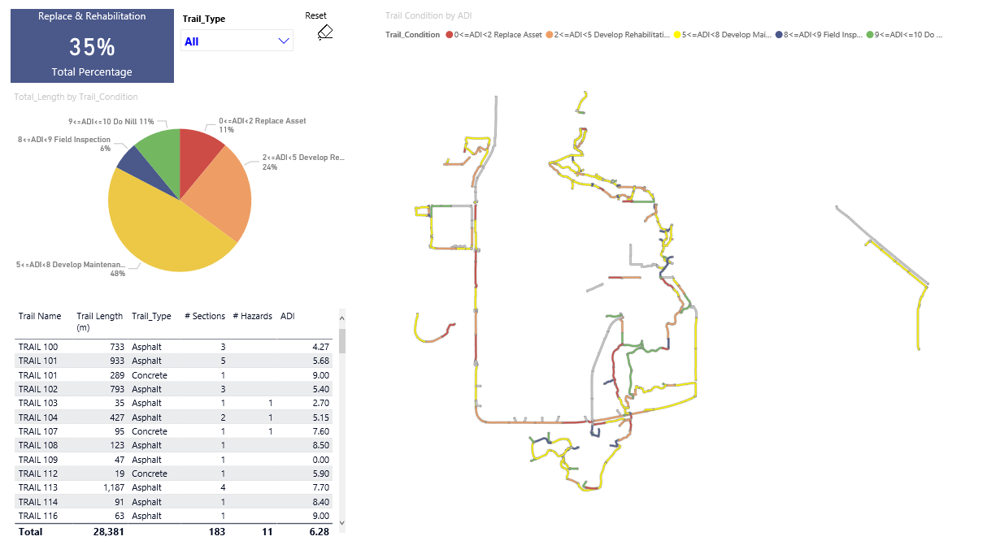 Replace & Rehabilitation
35%
Total Percentage
Trail_Type
All
Reset
Total_Length by Trail_Condition
9<=ADI<=10 Do Nill 11%
0<=ADI<2 Replace Asset
11%
8<=ADI<9 Field Inspection
6%
2<=ADI<5 Develop Re...
24%
5<=ADI<8 Develop Maintenan...
48%
Trail Name Trail Length (m) Trail_Type # Sections # Hazards ADI
TRAIL 100 733 Asphalt 3 4.27
TRAIL 101 933 Asphalt 5 5.68
TRAIL 101 289 Concrete 1 9.00
TRAIL 102 793 Asphalt 3 5.40
TRAIL 103 35 Asphalt 1 1 2.70
TRAIL 104 427 Asphalt 2 1 5.15
TRAIL 107 95 Concrete 1 1 7.60
TRAIL 108 123 Asphalt 1 8.50
TRAIL 109 47 Asphalt 1 0.00
TRAIL 112 19 Concrete 1 5.90
TRAIL 113 1,187 Asphalt 4 7.70
TRAIL 114 91 Asphalt 1 8.40
TRAIL 116 63 Asphalt 1 9.00
Total 28,381 183 11 6.28
Trail Condition by ADI
Trail_Condition 0<=ADI<2 Replace Asset 2<=ADI<5 Develop Rehabilitati... 5<=ADI<8 Develop Mai... 8<=ADI<9 Field Insp... 9<=ADI<=10 Do ...